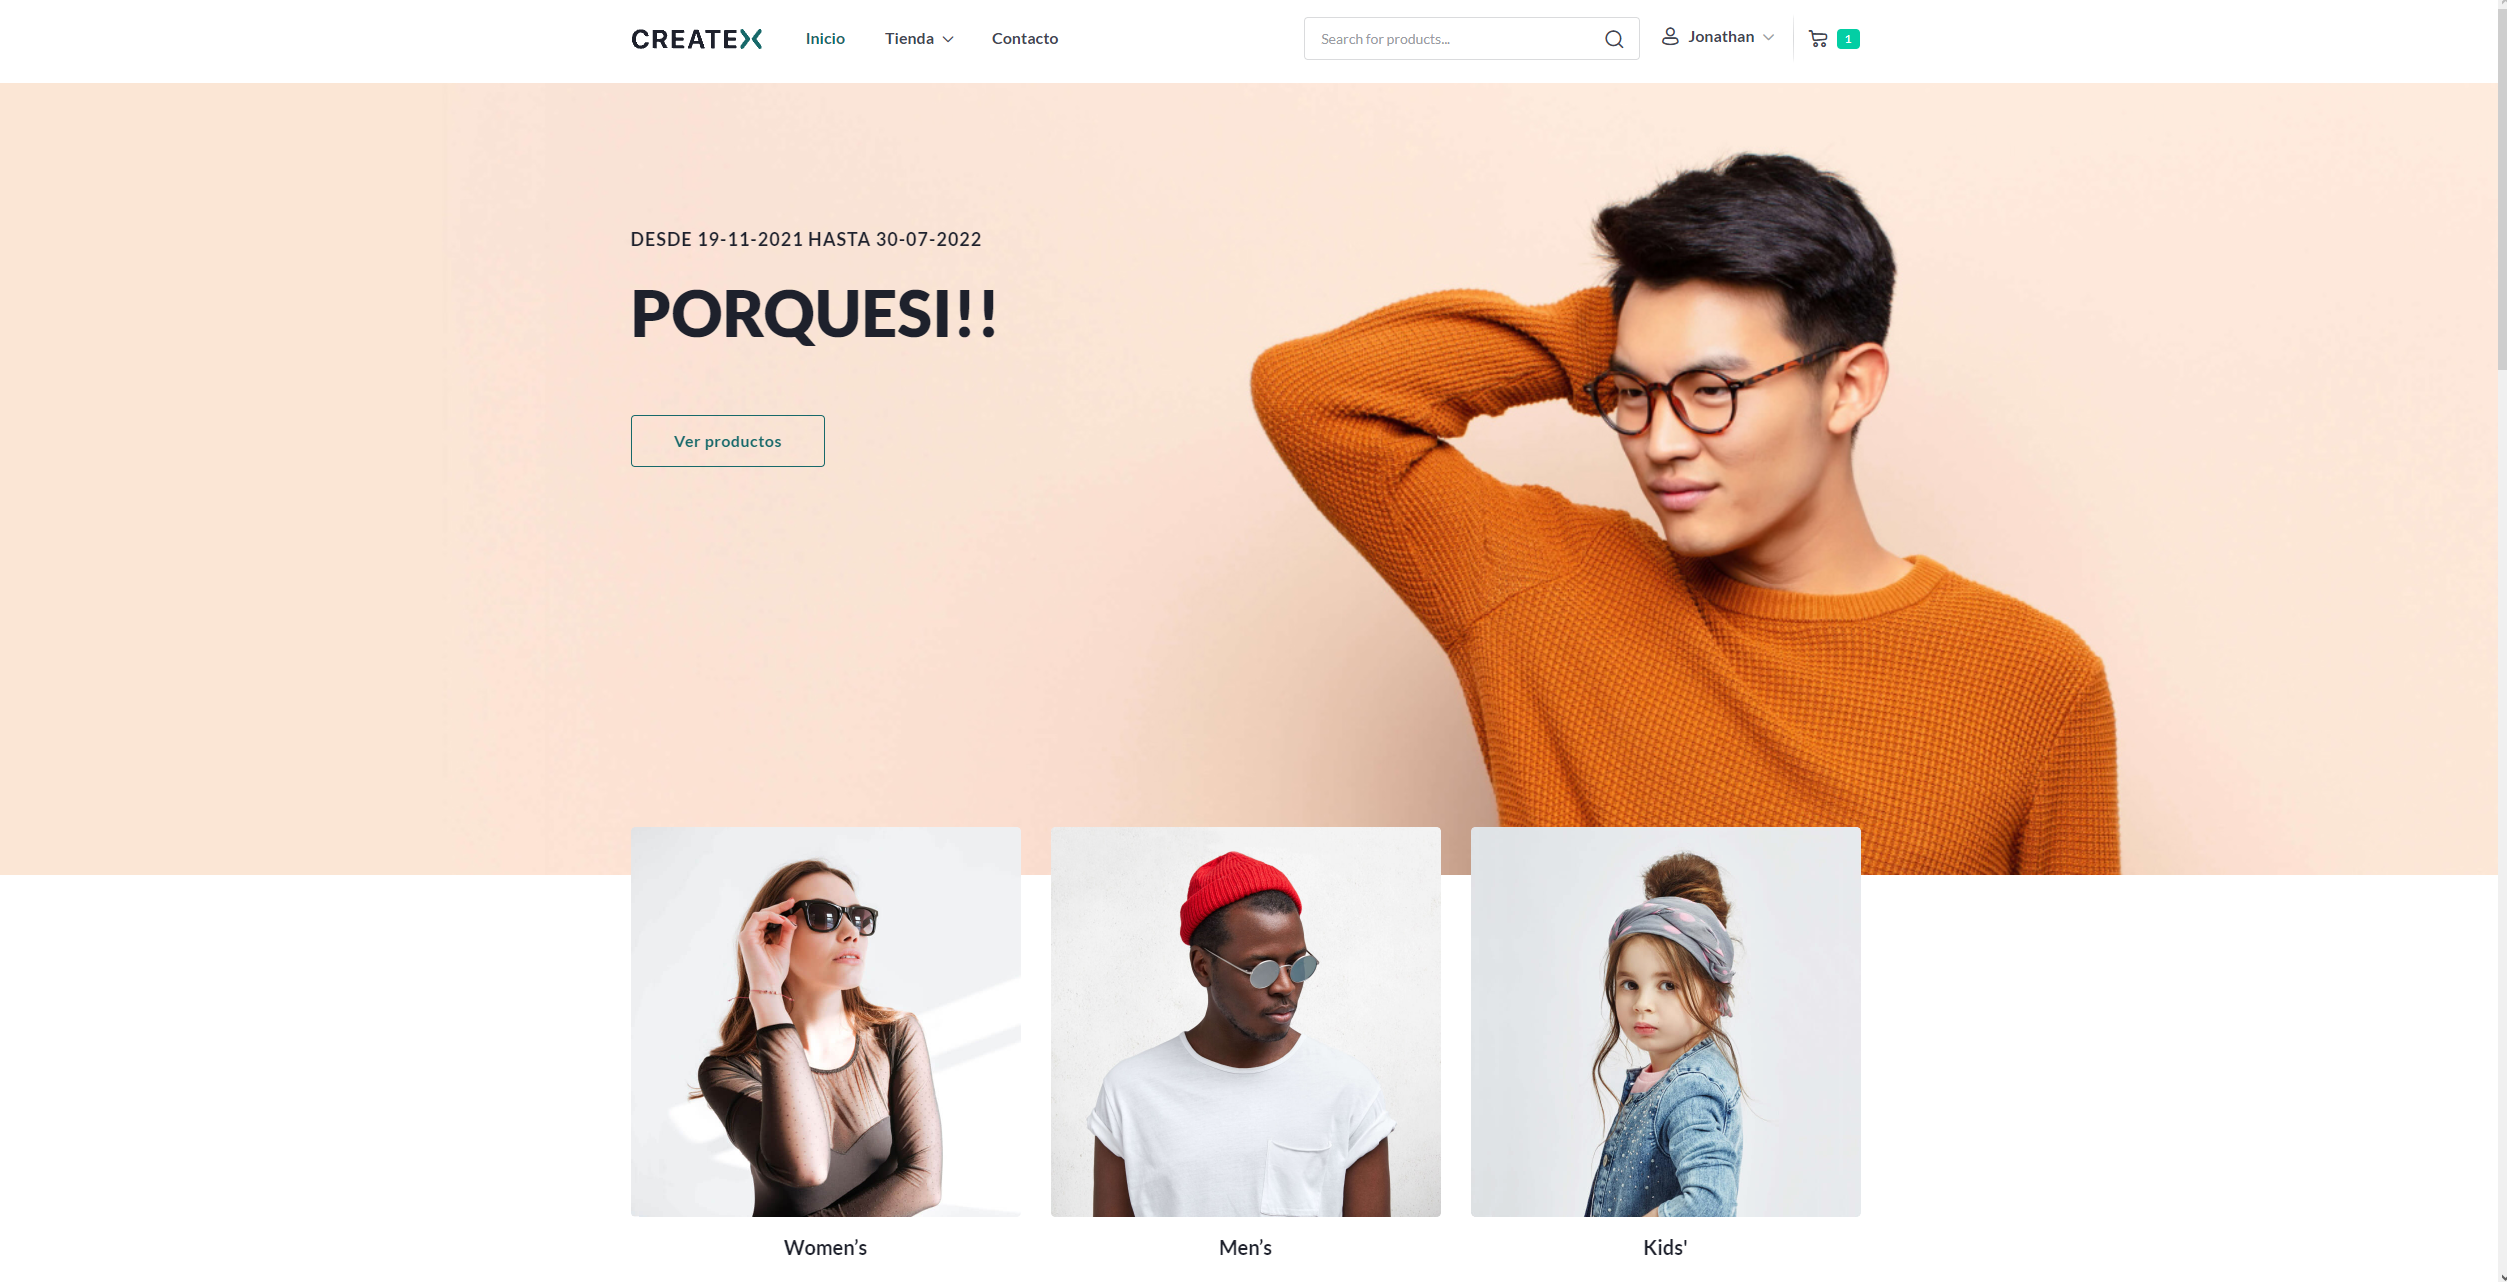 CREATEX
Inicio
Tienda
Contacto
Search for products...
Jonathan
1
DESDE 19-11-2021 HASTA 30-07-2022
PORQUESI!!
Ver productos
Women’s
Men’s
Kids'